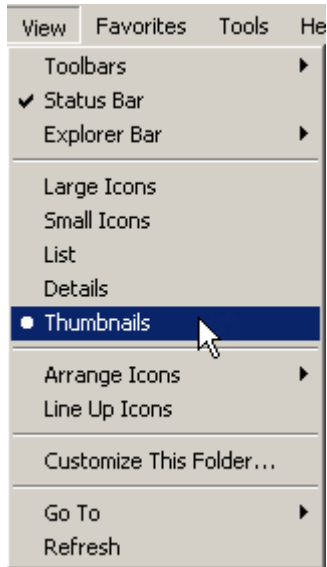 View Favorites Tools He
Toolbars
Status Bar
Explorer Bar
Large Icons
Small Icons
List
Details
Thumbnails
Arrange Icons
Line Up Icons
Customize This Folder...
Go To
Refresh